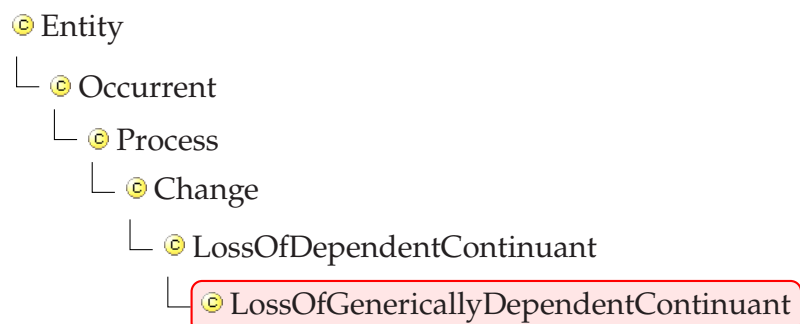 © Entity
© Occurrent
© Process
© Change
© LossOfDependentContinuant
© LossOfGenericallyDependentContinuant